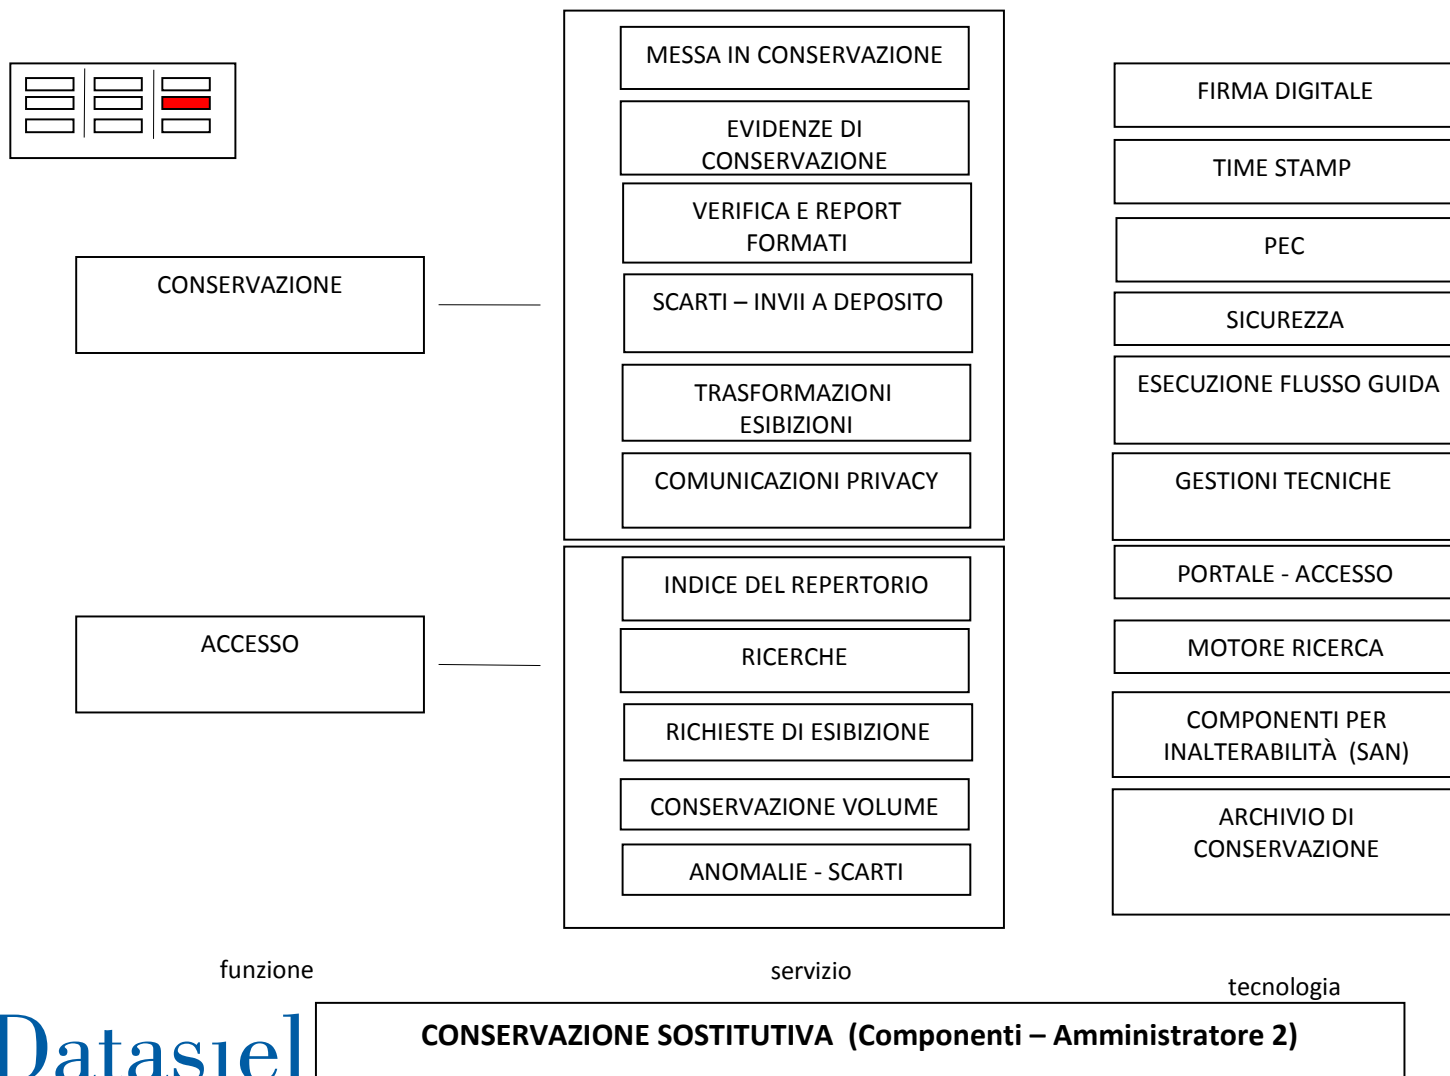 MESSA IN CONSERVAZIONE
EVIDENZE DI
CONSERVAZIONE
VERIFICA E REPORT
FORMATI
SCARTI – INVII A DEPOSITO
TRASFORMAZIONI
ESIBIZIONI
COMUNICAZIONI PRIVACY
CONSERVAZIONE
INDICE DEL REPERTORIO
RICERCHE
RICHIESTE DI ESIBIZIONE
CONSERVAZIONE VOLUME
ANOMALIE - SCARTI
ACCESSO
FIRMA DIGITALE
TIME STAMP
PEC
SICUREZZA
ESECUZIONE FLUSSO GUIDA
GESTIONI TECNICHE
PORTALE - ACCESSO
MOTORE RICERCA
COMPONENTI PER
INALTERABILITÀ (SAN)
ARCHIVIO DI
CONSERVAZIONE
funzione
servizio
tecnologia
Datasiel
CONSERVAZIONE SOSTITUTIVA (Componenti – Amministratore 2)